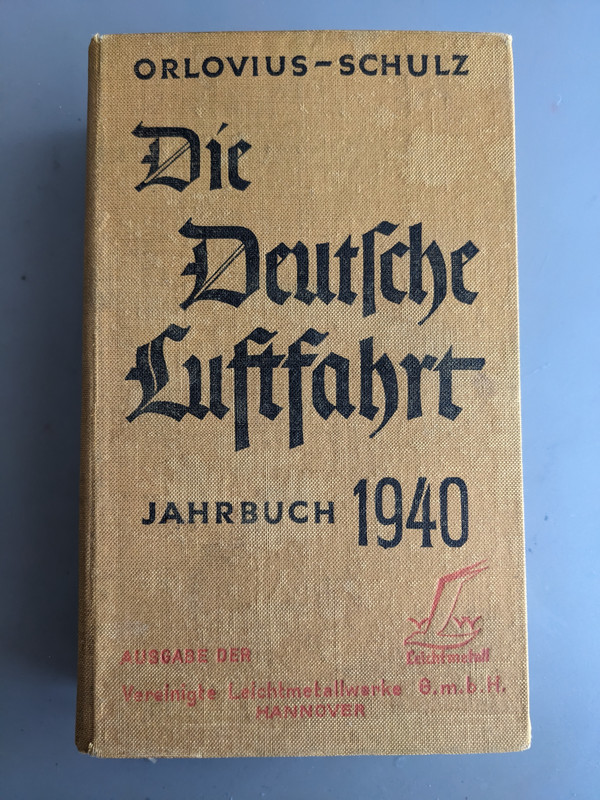 ORLOVIUS-SCHULZ
Die
Deutſche
Luftfahrt
JAHRBUCH 1940
Leichtmetall
AUSGABE DER
Vereinigte Leichtmetallwerke G.m.b.H.
HANNOVER